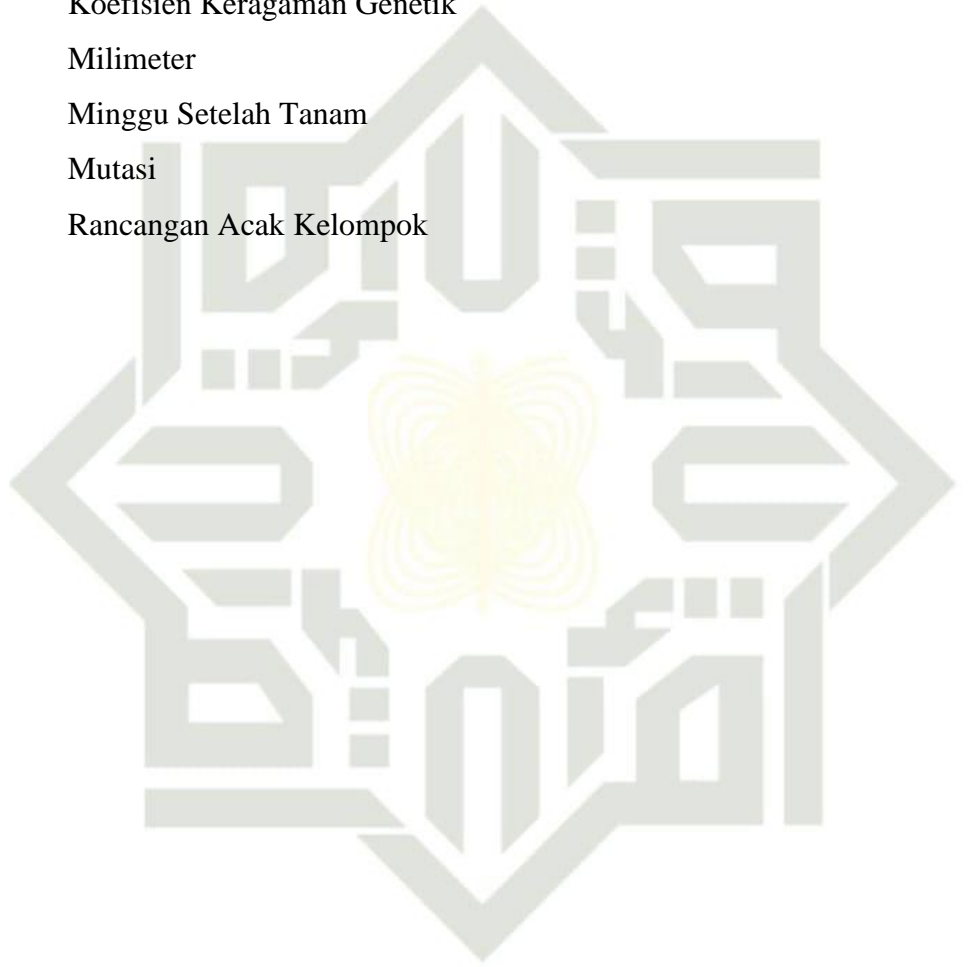 Koefisien Keragaman Genetik
Milimeter
Minggu Setelah Tanam
Mutasi
Rancangan Acak Kelompok